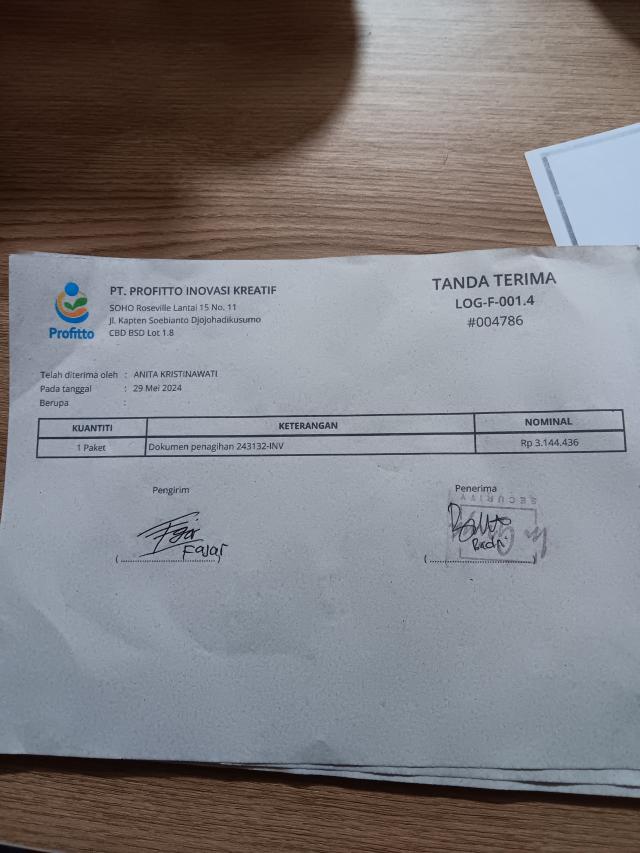 Profitto
PT. PROFITTO INOVASI KREATIF
SOHO Roseville Lantai 15 No. 11
Jl. Kapten Soebianto Djojohadikusumo
CBD BSD Lot 1.8
TANDA TERIMA
LOG-F-001.4
#004786
Telah diterima oleh : ANITA KRISTINAWATI
Pada tanggal : 29 Mei 2024
Berupa :
KUANTITI KETERANGAN NOMINAL
1 Paket Dokumen penagihan 243132-INV Rp 3.144.436
Pengirim Penerima
SECURITY
Fajar
Badri